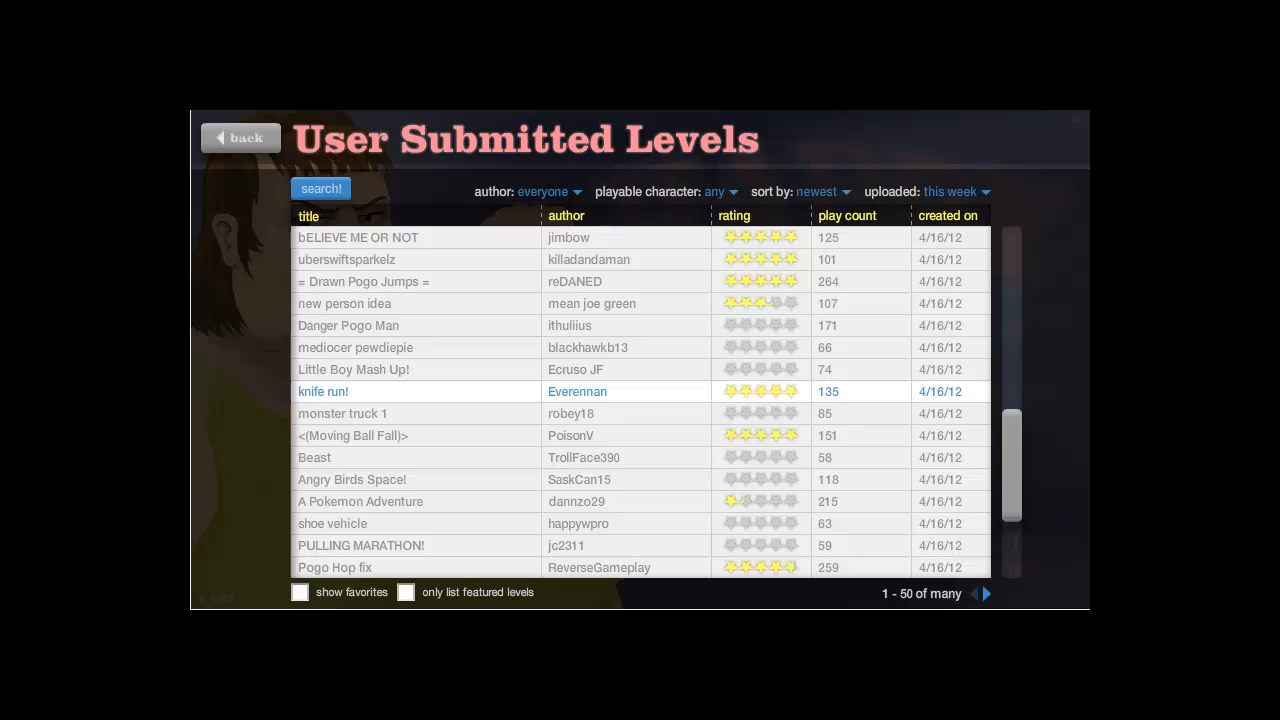 back
User Submitted Levels
search!
author: everyone playable character: any sort by: newest uploaded: this week
title author rating play count created on
bELIEVE ME OR NOT jimbow 125 4/16/12
uberswiftsparkelz killadandaman 101 4/16/12
= Drawn Pogo Jumps = reDANED 264 4/16/12
new person idea mean joe green 107 4/16/12
Danger Pogo Man ithuliius 171 4/16/12
mediocer pewdiepie blackhawkb13 66 4/16/12
Little Boy Mash Up! Ecruso JF 74 4/16/12
knife run! Everennan 135 4/16/12
monster truck 1 robey18 85 4/16/12
<(Moving Ball Fall)> PoisonV 151 4/16/12
Beast TrollFace390 58 4/16/12
Angry Birds Space! SaskCan15 118 4/16/12
A Pokemon Adventure dannzo29 215 4/16/12
shoe vehicle happywpro 63 4/16/12
PULLING MARATHON! jc2311 59 4/16/12
Pogo Hop fix ReverseGameplay 259 4/16/12
show favorites only list featured levels 1 - 50 of many